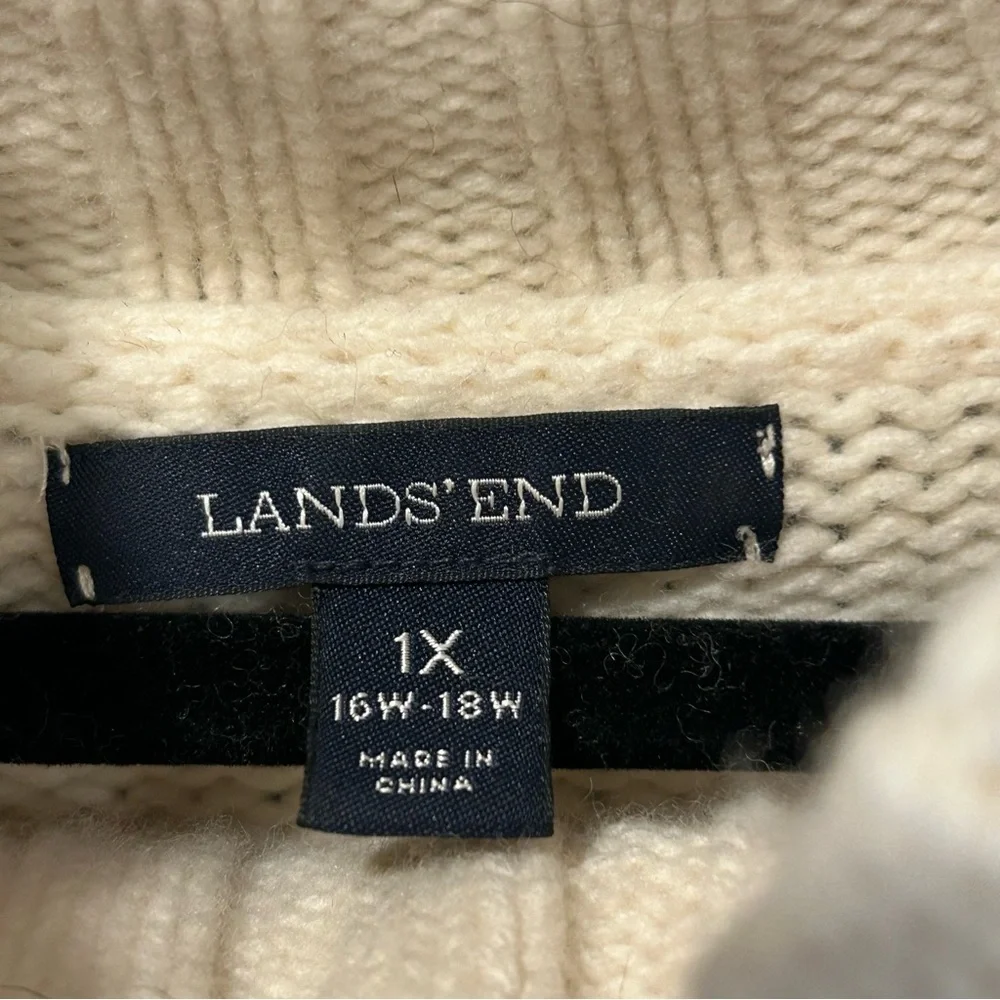 LANDS' END
1X
16W-18W
MADE IN
CHINA